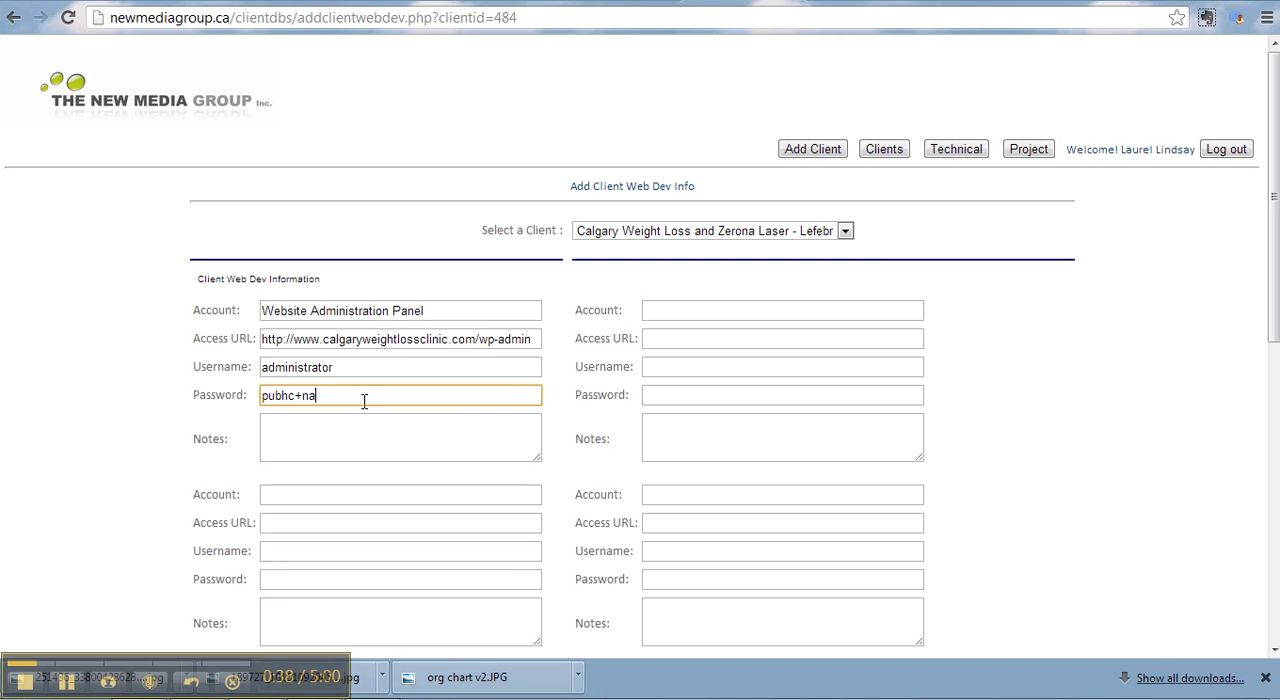 newmediagroup.ca/clientdbs/addclientwebdev.php?clientid=484
THE NEW MEDIA GROUP Inc.
Add Client Clients Technical Project Welcome! Laurel Lindsay Log out
Add Client Web Dev Info
Select a Client : Calgary Weight Loss and Zerona Laser - Lefebr
Client Web Dev Information
Account: Website Administration Panel Account:
Access URL: http://www.calgaryweightlossclinic.com/wp-admin Access URL:
Username: administrator Username:
Password: pubhc+na Password:
Notes: Notes:
Account: Account:
Access URL: Access URL:
Username: Username:
Password: Password:
Notes: Notes:
0:38 / 5:00 org chart v2.JPG Show all downloads...